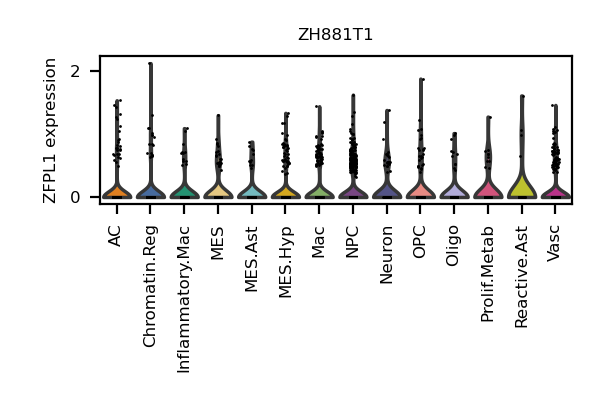 ZH881T1
ZFPL1 expression
2
0
AC
Chromatin.Reg
Inflammatory.Mac
MES
MES.Ast
MES.Hyp
Mac
NPC
Neuron
OPC
Oligo
Prolif.Metab
Reactive.Ast
Vasc